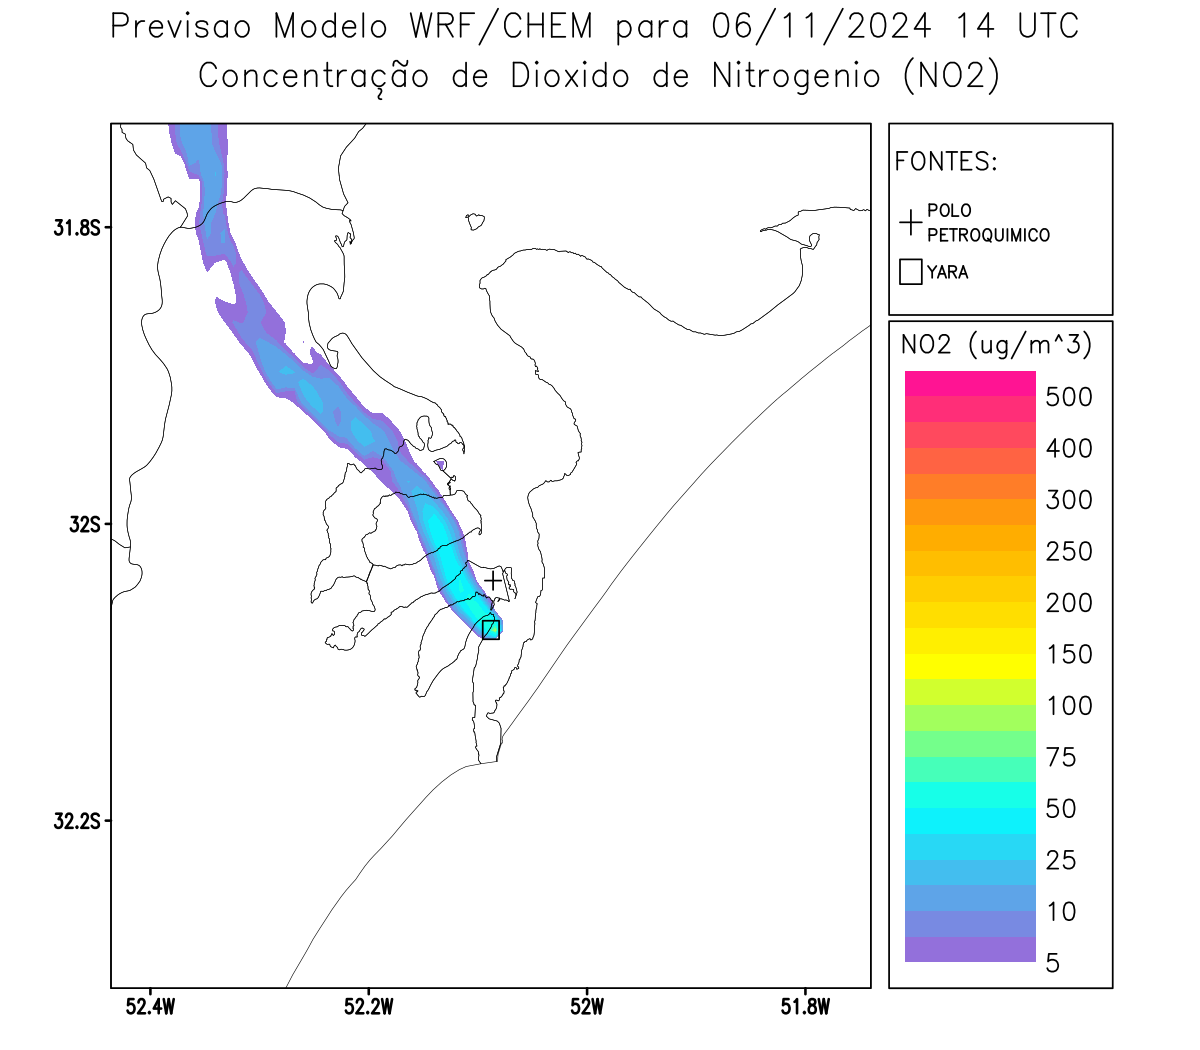 Previsao Modelo WRF/CHEM para 06/11/2024 14 UTC
Concentração de Dioxido de Nitrogenio (NO2)
FONTES:
POLO
PETROQUIMICO
YARA
NO2 (ug/m^3)
500
400
300
250
200
150
100
75
50
25
10
5
31.8S
32S
32.2S
52.4W
52.2W
52W
51.8W